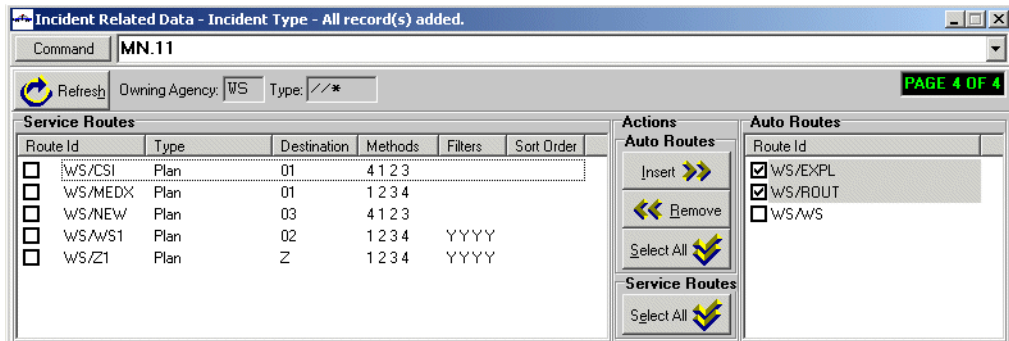 Incident Related Data - Incident Type - All record(s) added.
Command MN.11
Refresh Owning Agency: WS Type: //* PAGE 4 OF 4
Service Routes Actions Auto Routes
Route Id Type Destination Methods Filters Sort Order Auto Routes Route Id
WS/CSI Plan 01 4 1 2 3 Insert WS/EXPL
WS/MEDX Plan 01 1 2 3 4 WS/ROUT
WS/NEW Plan 03 4 1 2 3 Remove WS/WS
WS/WS1 Plan 02 1 2 3 4 Y Y Y Y
WS/Z1 Plan Z 1 2 3 4 Y Y Y Y Select All
Service Routes
Select All